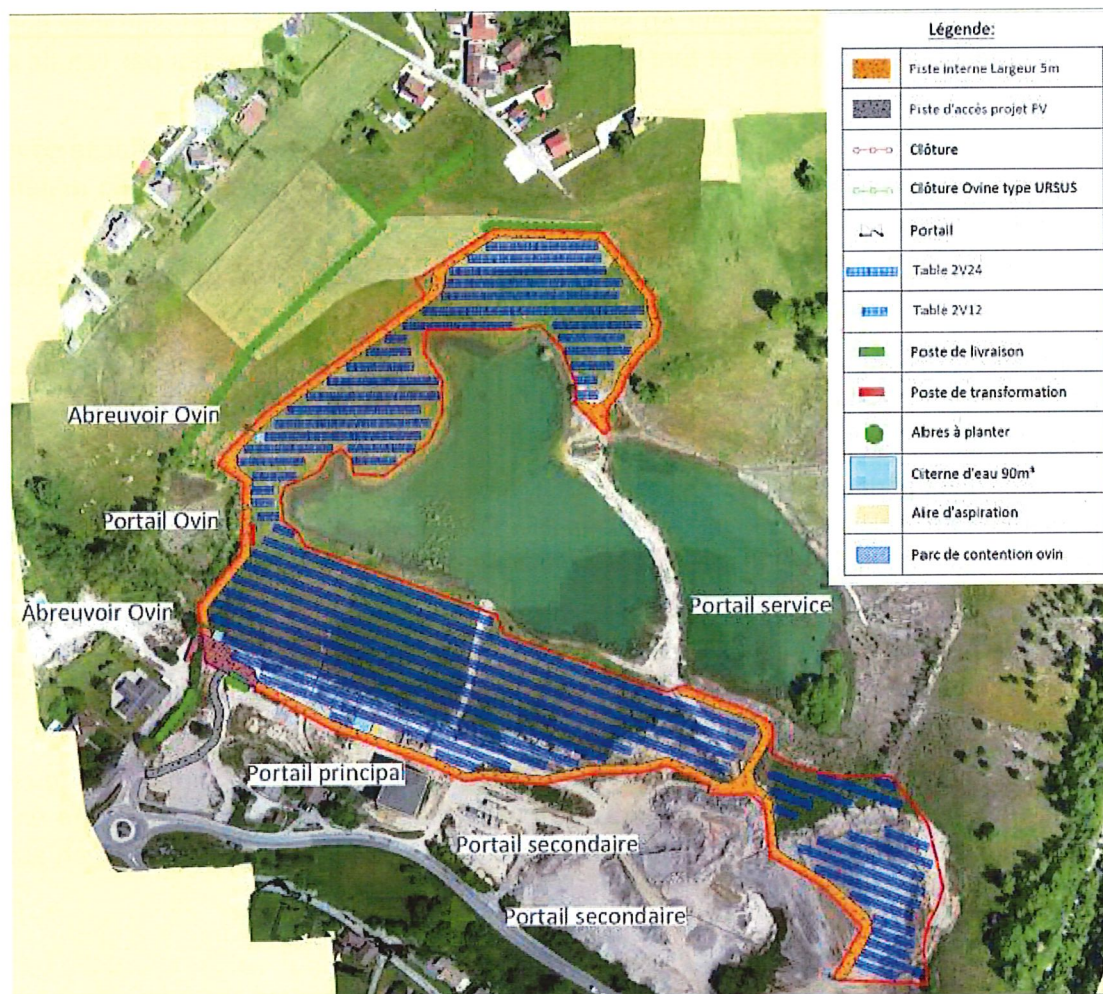 Légende:
Piste interne Largeur 5m
Piste d'accès projet PV
Clôture
Clôture Ovine type URSUS
Portail
Table 2V24
Table 2V12
Poste de livraison
Poste de transformation
Abres à planter
Citerne d'eau 90m³
Aire d'aspiration
Parc de contention ovin
Abreuvoir Ovin
Portail Ovin
Abreuvoir Ovin
Portail service
Portail principal
Portail secondaire
Portail secondaire